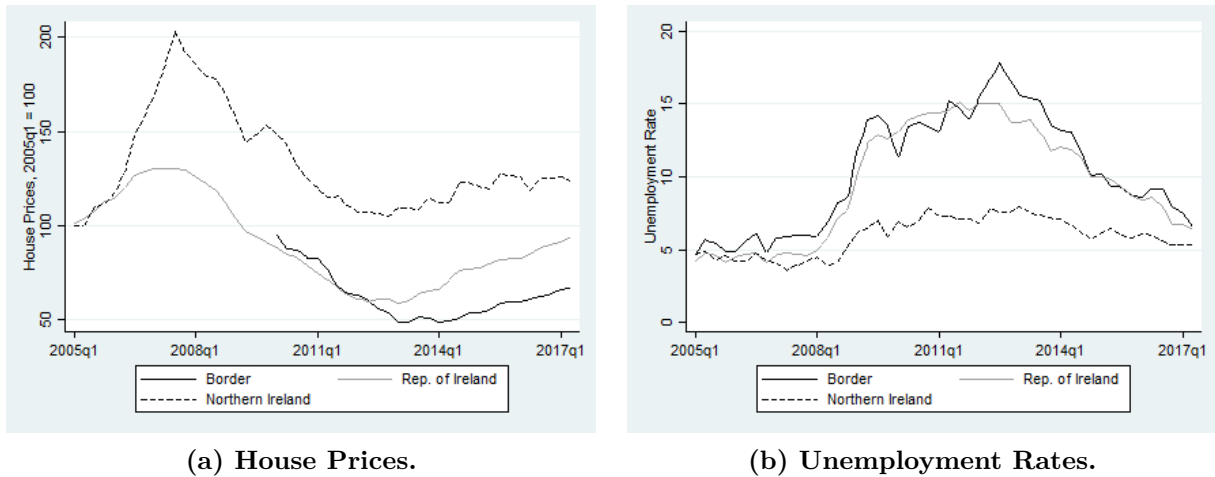 House Prices, 2005q1 = 100
200
150
100
50
2005q1 2008q1 2011q1 2014q1 2017q1
Border Rep. of Ireland
Northern Ireland
(a) House Prices.
Unemployment Rate
20
15
10
5
0
2005q1 2008q1 2011q1 2014q1 2017q1
Border Rep. of Ireland
Northern Ireland
(b) Unemployment Rates.